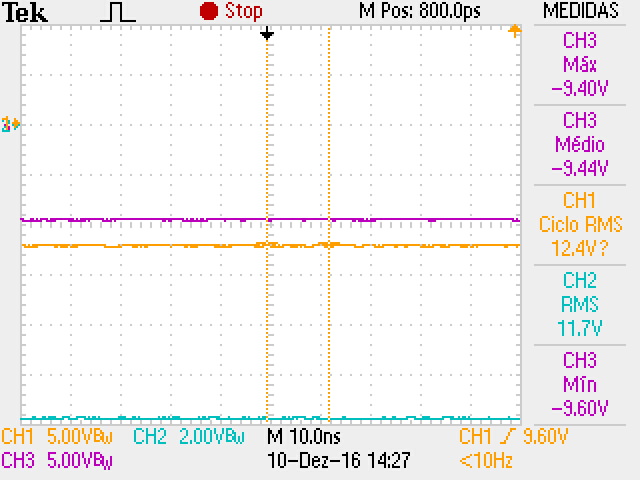 Tek Stop M Pos: 800.0ps MEDIDAS
CH3
Máx
-9.40V
CH3
Médio
-9.44V
CH1
Ciclo RMS
12.4V?
CH2
RMS
11.7V
CH3
Mín
-9.60V
CH1 5.00VBw CH2 2.00VBw M 10.0ns CH1 9.60V
CH3 5.00VBw 10-Dez-16 14:27 <10Hz